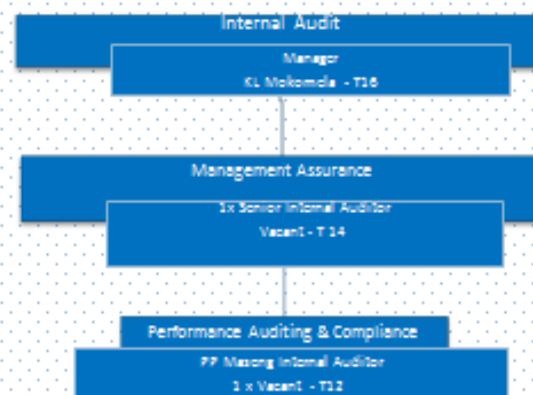 Internal Audit
Manager
KL Mokomela - T16
Management Assurance
1x Senior Internal Auditor
Vacant - T 14
Performance Auditing & Compliance
PP Masong Internal Auditor
1 x Vacant - T12